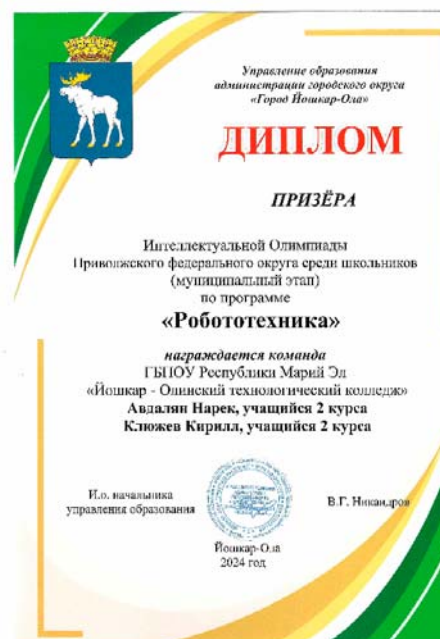 Управление образования
администрации городского округа
«Город Йошкар-Ола»
ДИПЛОМ
ПРИЗЁРА
Интеллектуальной Олимпиады
Приволжского федерального округа среди школьников
(муниципальный этап)
по программе
«Робототехника»
награждается команда
ГБПОУ Республики Марий Эл
«Йошкар - Олинский технологический колледж»
Авдалян Нарек, учащийся 2 курса
Клюжев Кирилл, учащийся 2 курса
И.о. начальника
управления образования
В.Г. Никандров
Йошкар-Ола
2024 год